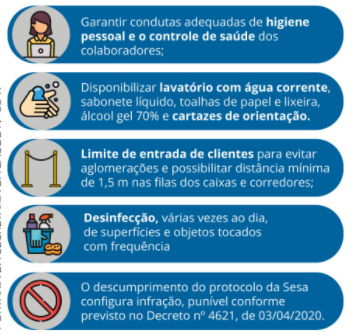 Garantir condutas adequadas de higiene
pessoal e o controle de saúde dos
colaboradores;
Disponibilizar lavatório com água corrente,
sabonete líquido, toalhas de papel e lixeira,
álcool gel 70% e cartazes de orientação.
Limite de entrada de clientes para evitar
aglomerações e possibilitar distância mínima
de 1,5 m nas filas dos caixas e corredores;
Desinfecção, várias vezes ao dia,
de superfícies e objetos tocados
com frequência
O descumprimento do protocolo da Sesa
configura infração, punível conforme
previsto no Decreto nº 4621, de 03/04/2020.